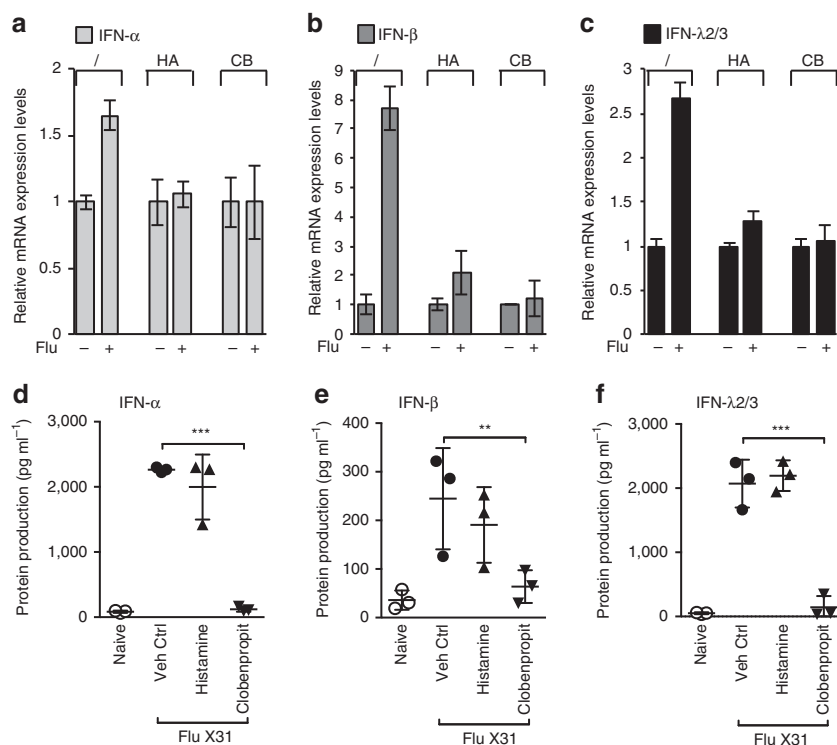 a
IFN-α
/ HA CB
Relative mRNA expression levels
2
1.5
1
0.5
0
Flu – + – + – +
b
IFN-β
/ HA CB
Relative mRNA expression levels
9
8
7
6
5
4
3
2
1
0
Flu – + – + – +
c
IFN-λ2/3
/ HA CB
Relative mRNA expression levels
3
2.5
2
1.5
1
0.5
0
Flu – + – + – +
d
IFN-α
Protein production (pg ml–1)
3,000
2,000
1,000
0
***
Naive
Veh Ctrl
Histamine
Clobenpropit
Flu X31
e
IFN-β
Protein production (pg ml–1)
400
300
200
100
0
**
Naive
Veh Ctrl
Histamine
Clobenpropit
Flu X31
f
IFN-λ2/3
Protein production (pg ml–1)
3,000
2,000
1,000
0
***
Naive
Veh Ctrl
Histamine
Clobenpropit
Flu X31